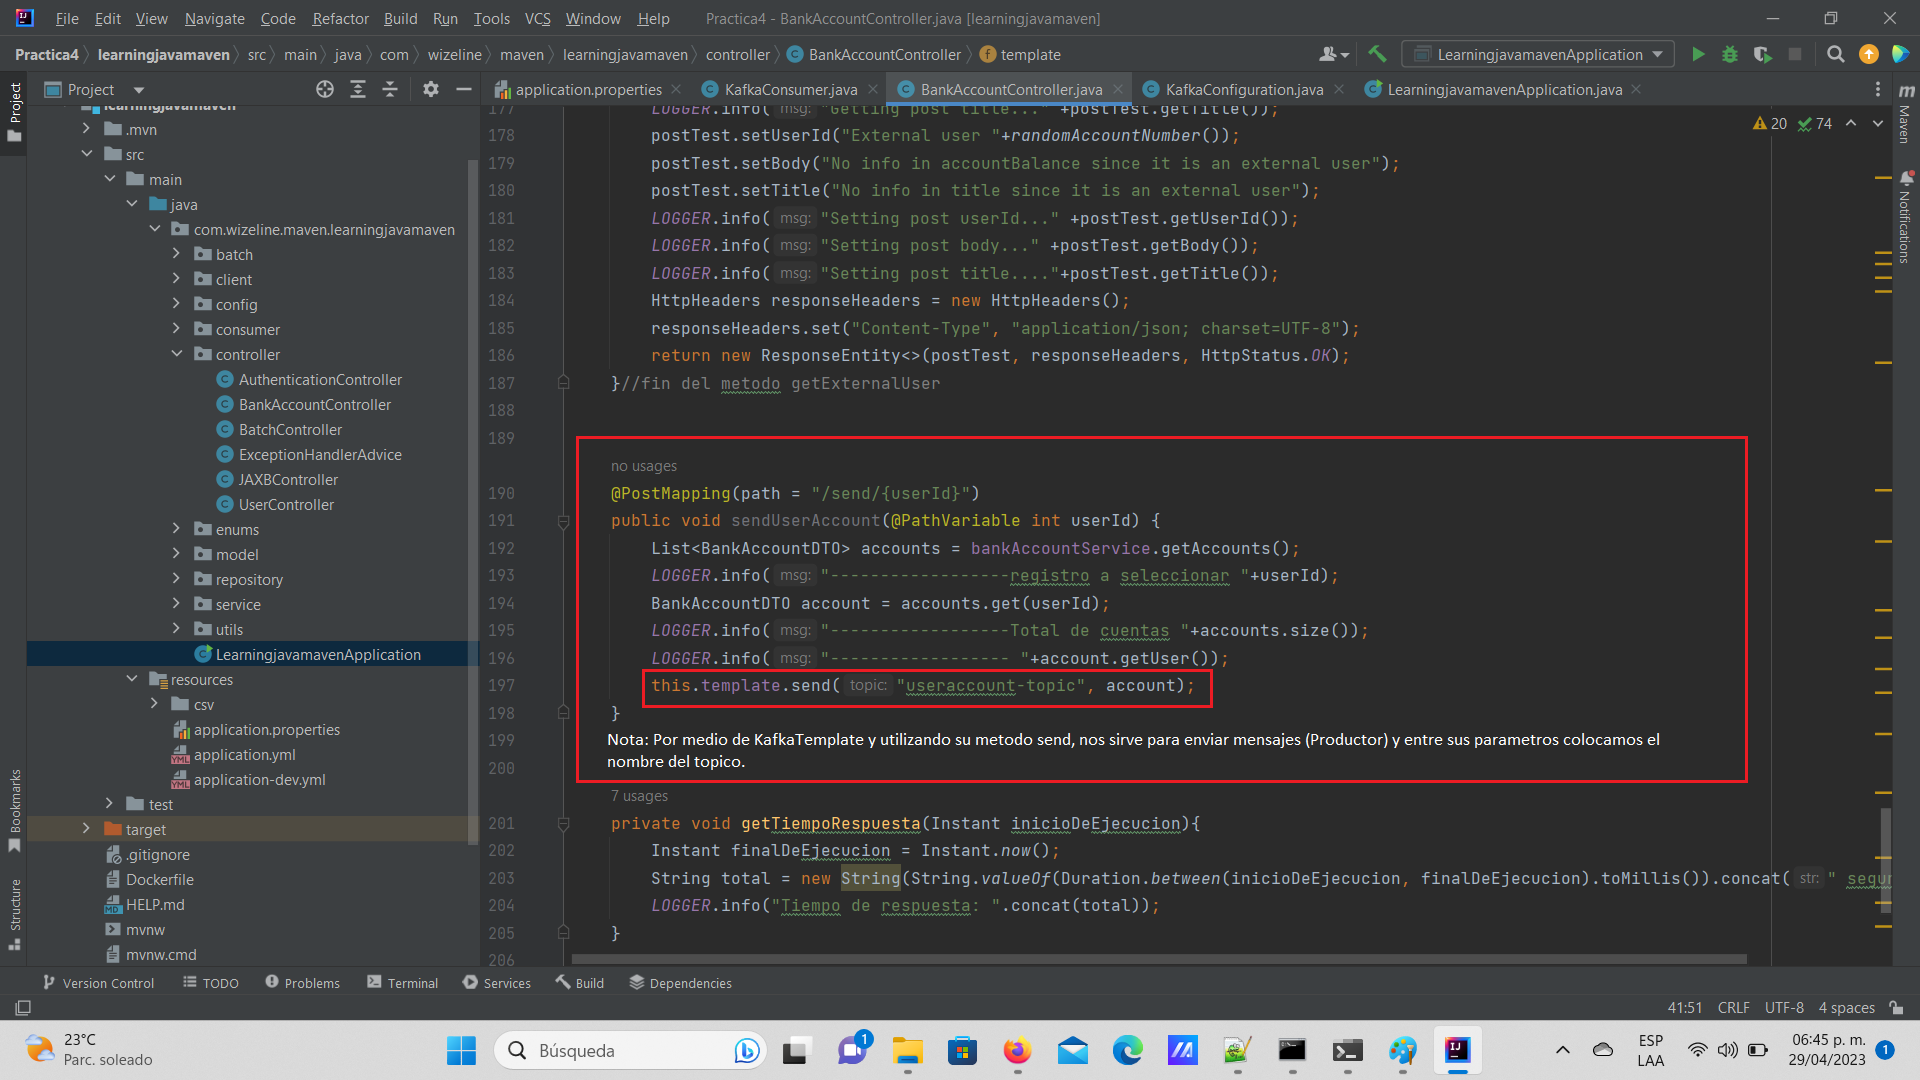 File Edit View Navigate Code Refactor Build Run Tools VCS Window Help Practica4 - BankAccountController.java [learningjavamaven]
Practica4 learningjavamaven src main java com wizeline maven learningjavamaven controller BankAccountController template LearningjavamavenApplication
Project
application.properties KafkaConsumer.java BankAccountController.java KafkaConfiguration.java LearningjavamavenApplication.java
Project
Maven
Notifications
Bookmarks
Structure
learningjavamaven
.mvn
src
main
java
com.wizeline.maven.learningjavamaven
batch
client
config
consumer
controller
AuthenticationController
BankAccountController
BatchController
ExceptionHandlerAdvice
JAXBController
UserController
enums
model
repository
service
utils
LearningjavamavenApplication
resources
csv
application.properties
application.yml
application-dev.yml
test
target
.gitignore
Dockerfile
HELP.md
mvnw
mvnw.cmd
20 74
177 LOGGER.info( msg: "Getting post title... " +postTest.getTitle());
178 postTest.setUserId("External user "+randomAccountNumber());
179 postTest.setBody("No info in accountBalance since it is an external user");
180 postTest.setTitle("No info in title since it is an external user");
181 LOGGER.info( msg: "Setting post userId..." +postTest.getUserId());
182 LOGGER.info( msg: "Setting post body..." +postTest.getBody());
183 LOGGER.info( msg: "Setting post title...."+postTest.getTitle());
184 HttpHeaders responseHeaders = new HttpHeaders();
185 responseHeaders.set("Content-Type", "application/json; charset=UTF-8");
186 return new ResponseEntity<>(postTest, responseHeaders, HttpStatus.OK);
187 }//fin del metodo getExternalUser
188
189
no usages
190 @PostMapping(path = "/send/{userId}")
191 public void sendUserAccount(@PathVariable int userId) {
192 List<BankAccountDTO> accounts = bankAccountService.getAccounts();
193 LOGGER.info( msg: "------------------registro a seleccionar "+userId);
194 BankAccountDTO account = accounts.get(userId);
195 LOGGER.info( msg: "------------------Total de cuentas "+accounts.size());
196 LOGGER.info( msg: "------------------ "+account.getUser());
197 this.template.send( topic: "useraccount-topic", account);
198 }
199
Nota: Por medio de KafkaTemplate y utilizando su metodo send, nos sirve para enviar mensajes (Productor) y entre sus parametros colocamos el
nombre del topico.
200
7 usages
201 private void getTiempoRespuesta(Instant inicioDeEjecucion){
202 Instant finalDeEjecucion = Instant.now();
203 String total = new String(String.valueOf(Duration.between(inicioDeEjecucion, finalDeEjecucion).toMillis()).concat( str: " segu
204 LOGGER.info("Tiempo de respuesta: ".concat(total));
205 }
206
Version Control TODO Problems Terminal Services Build Dependencies
41:51 CRLF UTF-8 4 spaces
23°C
Parc. soleado
Búsqueda
1
ESP
LAA
06:45 p. m.
29/04/2023
1